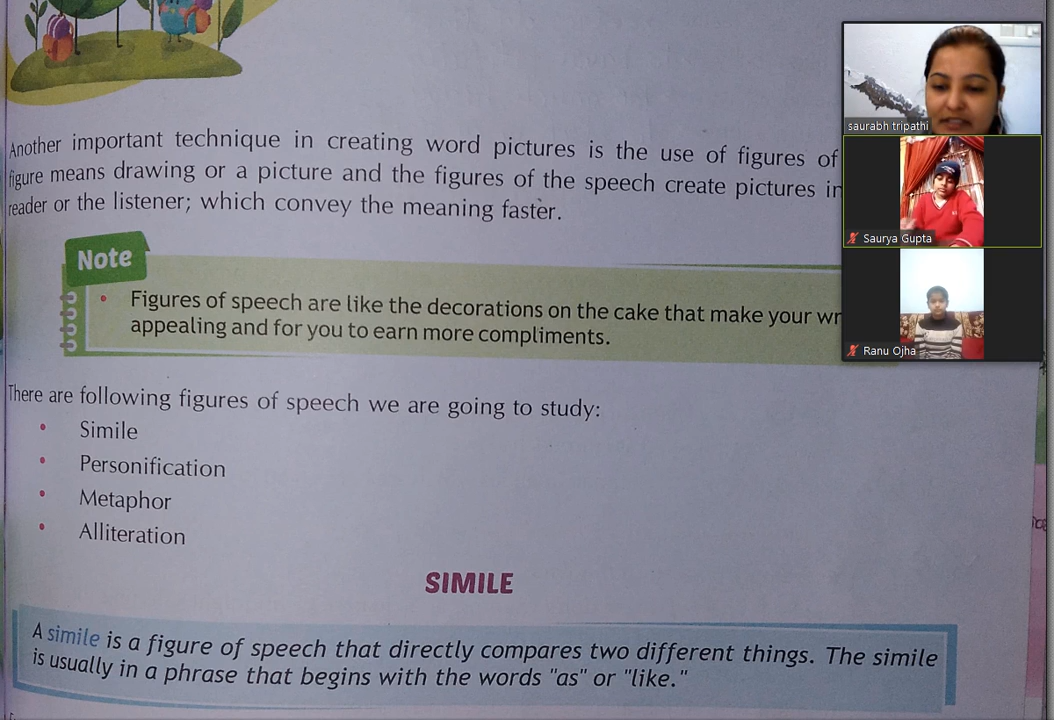 Another important technique in creating word pictures is the use of figures of
figure means drawing or a picture and the figures of the speech create pictures in
reader or the listener; which convey the meaning faster.
Note
• Figures of speech are like the decorations on the cake that make your wr
appealing and for you to earn more compliments.
There are following figures of speech we are going to study:
• Simile
• Personification
• Metaphor
• Alliteration
SIMILE
A simile is a figure of speech that directly compares two different things. The simile
is usually in a phrase that begins with the words "as" or "like."
saurabh tripathi
Saurya Gupta
Ranu Ojha